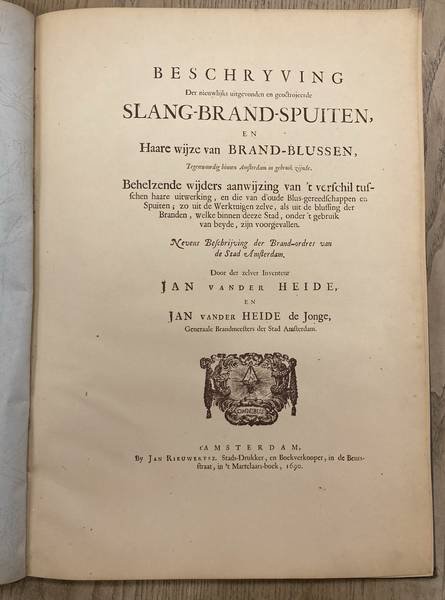 BESCHRYVING
Der nieuwlijks uitgevonden en geoctrojeerde
SLANG-BRAND-SPUITEN,
EN
Haare wijze van BRAND-BLUSSEN,
Tegenwoordig binnen Amsterdam in gebruik zijnde.
Behelzende wijders aanwijzing van 't verschil tus-
schen haare uitwerking, en die van d'oude Blus-gereedschappen en
Spuiten; zo uit de Werktuigen zelve, als uit de blussing der
Branden, welke binnen deeze Stad, onder 't gebruik
van beyde, zijn voorgevallen.
Nevens Beschrijving der Brand-ordres van
de Stad Amsterdam.
Door der zelver Inventeur
JAN VANDER HEIDE,
EN
JAN VANDER HEIDE de Jonge,
Generaale Brandmeesters der Stad Amsterdam.
OMNIBUS
t'AMSTERDAM,
By JAN RIEUWERTSZ. Stads-Drukker, en Boekverkooper, in de Beurs-
straat, in 't Martelaars-boek, 1690.